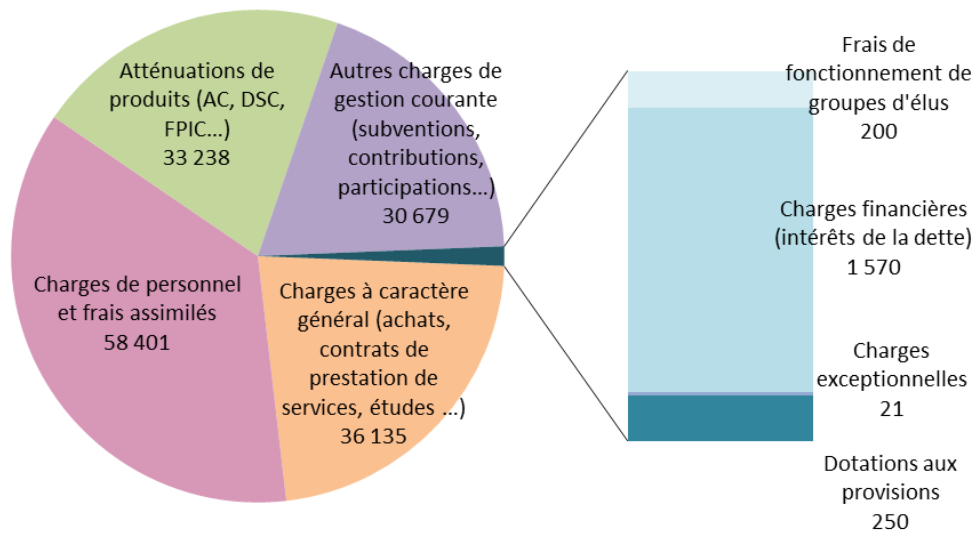 Atténuations de
produits (AC, DSC,
FPIC...)
33 238
Autres charges de
gestion courante
(subventions,
contributions,
participations...)
30 679
Charges de personnel
et frais assimilés
58 401
Charges à caractère
général (achats,
contrats de
prestation de
services, études ...)
36 135
Frais de
fonctionnement de
groupes d'élus
200
Charges financières
(intérêts de la dette)
1 570
Charges
exceptionnelles
21
Dotations aux
provisions
250